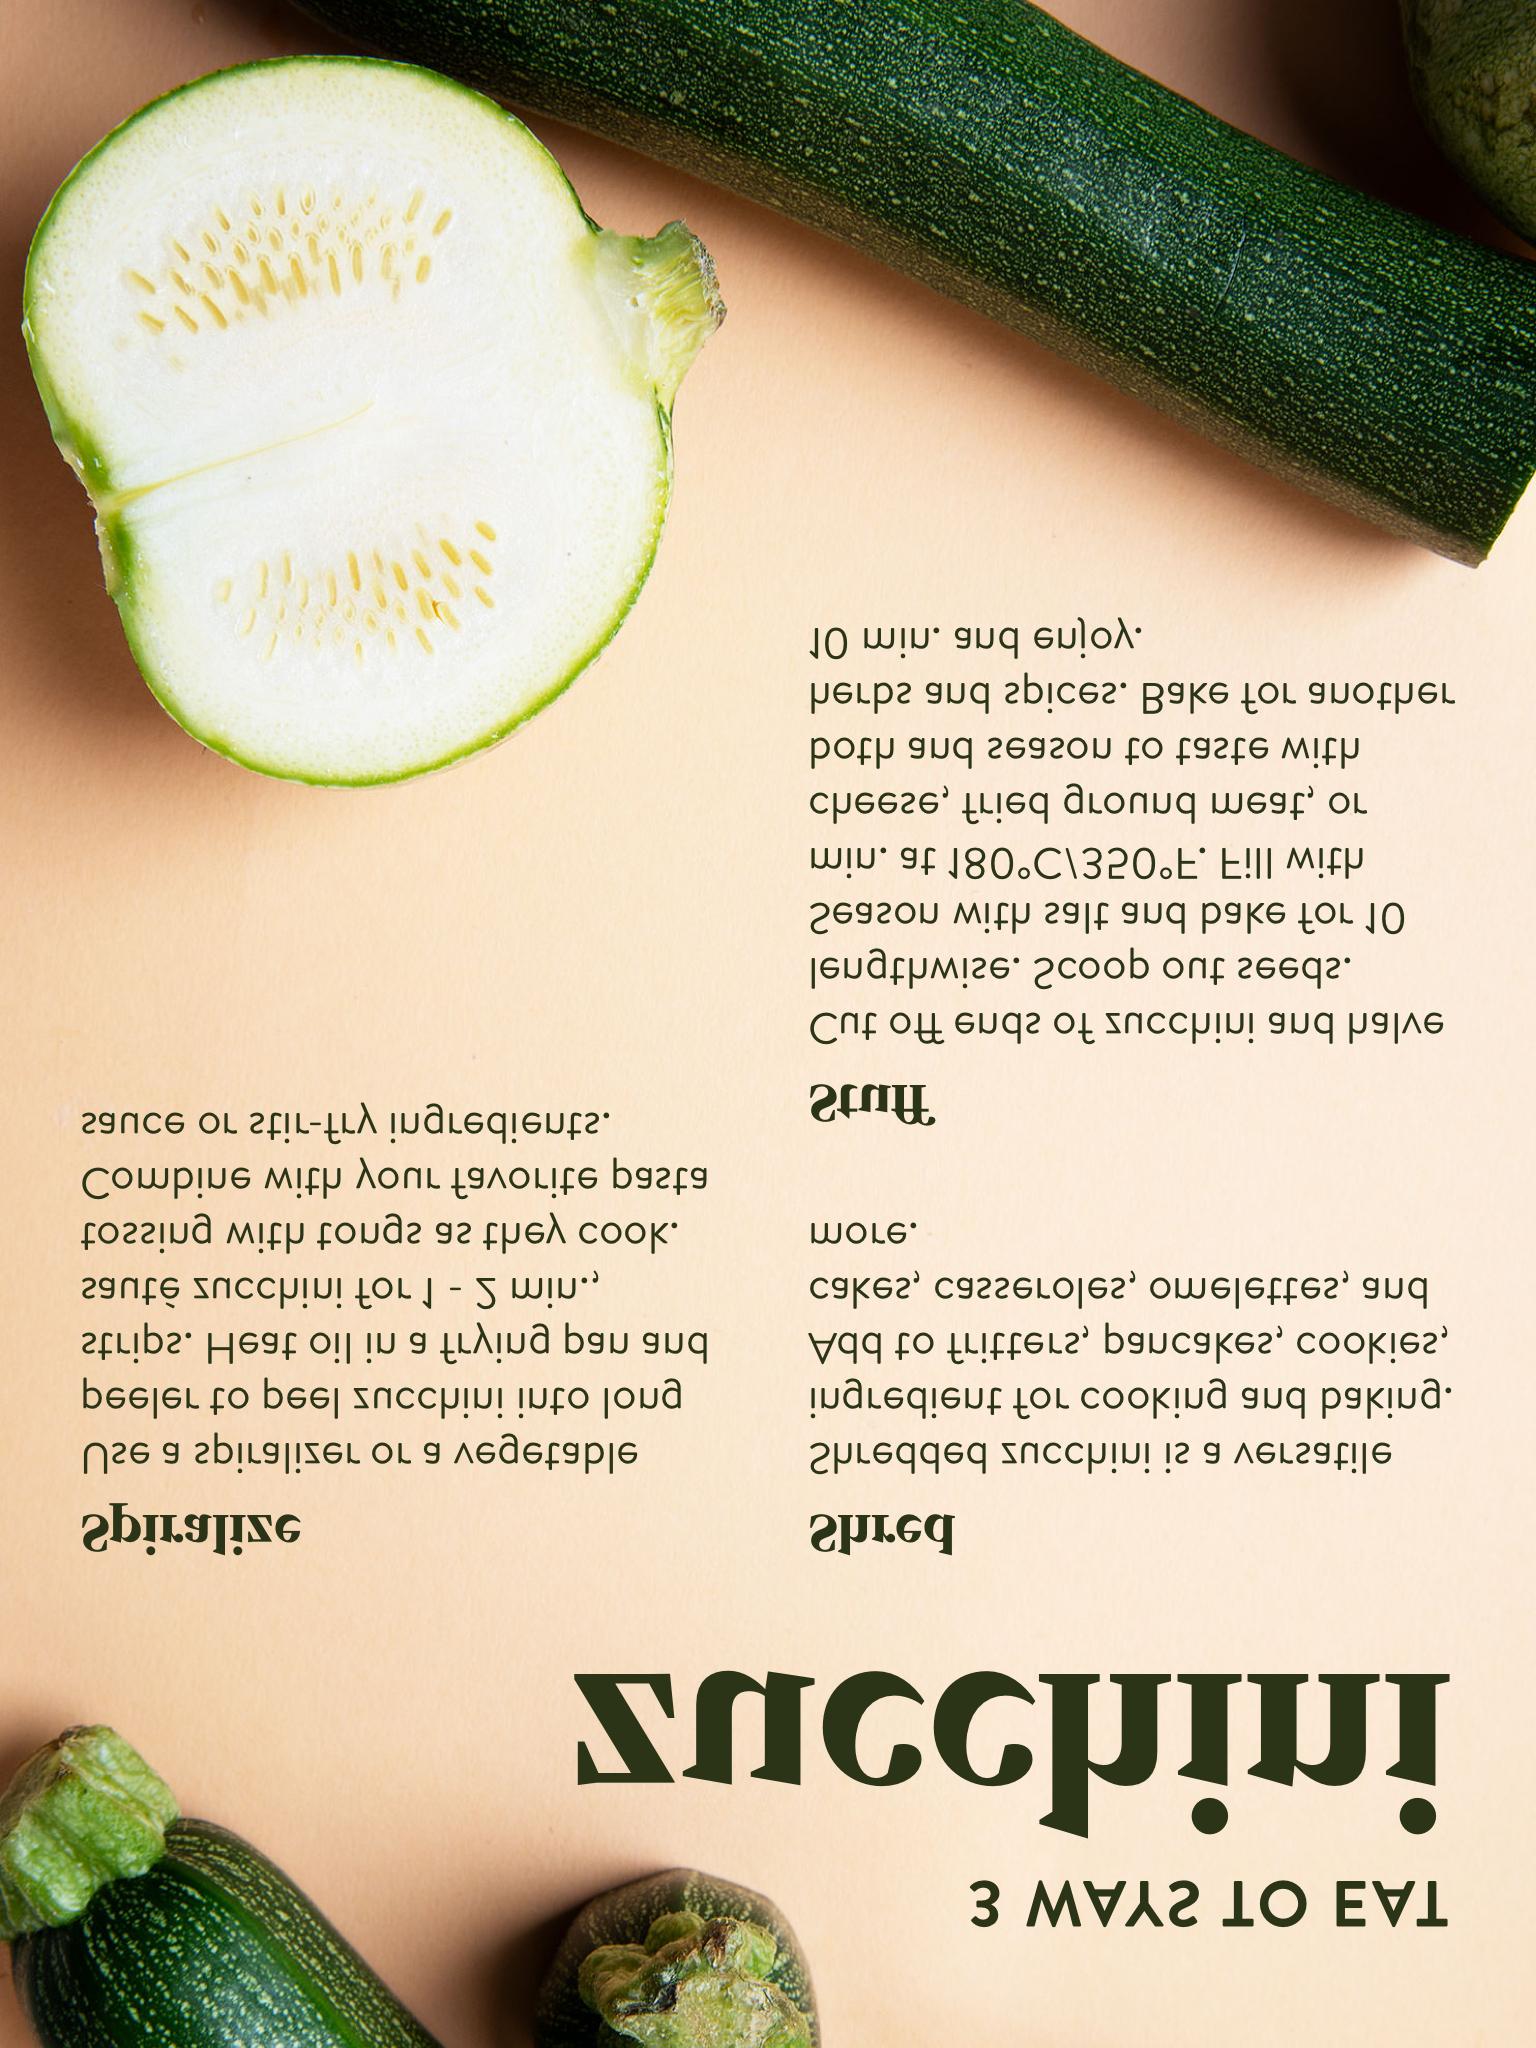 3 WAYS TO EAT
zucchini
Spiralize
Use a spiralizer or a vegetable
peeler to peel zucchini into long
strips. Heat oil in a frying pan and
sauté zucchini for 1 - 2 min.,
tossing with tongs as they cook.
Combine with your favorite pasta
sauce or stir-fry ingredients.
Shred
Shredded zucchini is a versatile
ingredient for cooking and baking.
Add to fritters, pancakes, cookies,
cakes, casseroles, omelettes, and
more.
Stuff
Cut off ends of zucchini and halve
lengthwise. Scoop out seeds.
Season with salt and bake for 10
min. at 180°C/350°F. Fill with
cheese, fried ground meat, or
both and season to taste with
herbs and spices. Bake for another
10 min. and enjoy.